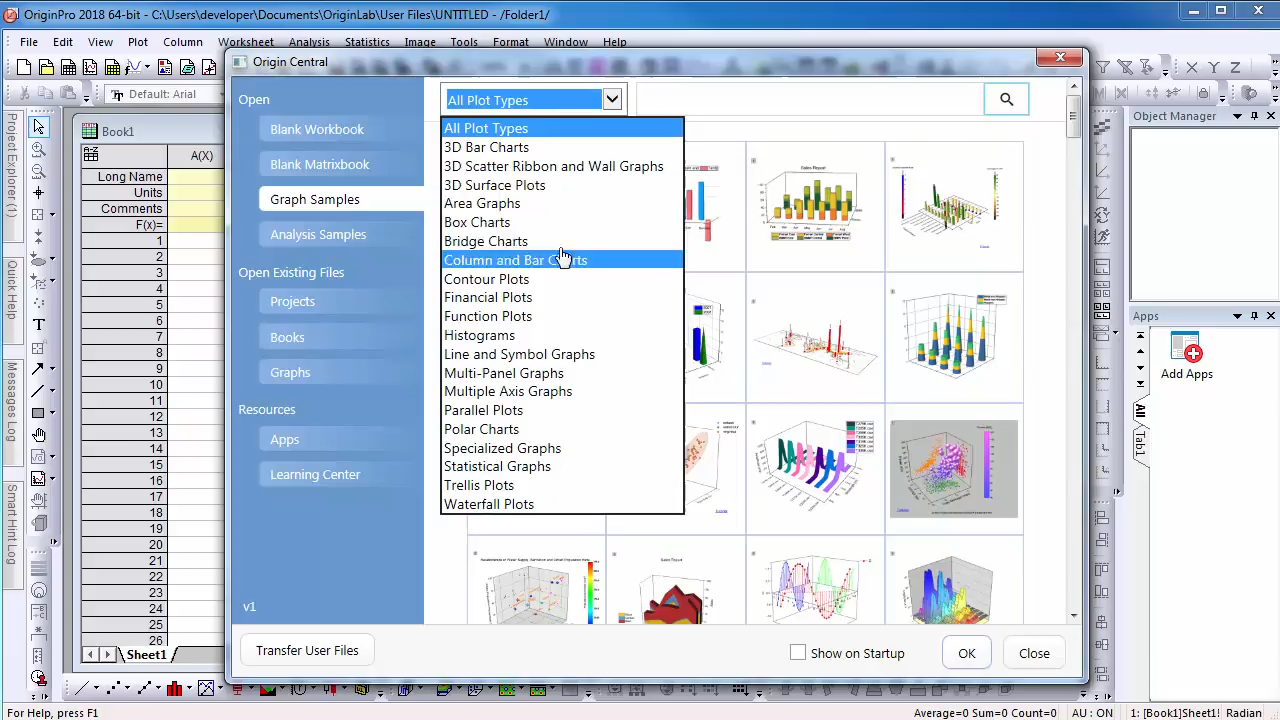 OriginPro 2018 64-bit - C:\Users\developer\Documents\OriginLab\User Files\UNTITLED - /Folder1/
File Edit View Plot Column Worksheet Analysis Statistics Image Tools Format Window Help
Default: Arial
Project Explorer (1)
Quick Help
Messages Log
Smart Hint Log
Book1
A(X)
Name
Units
Comments
F(x)=
1
2
3
4
5
6
7
8
9
10
11
12
13
14
15
16
17
18
19
20
21
22
23
24
25
26
Sheet1
Origin Central
Open
Blank Workbook
Blank Matrixbook
Graph Samples
Analysis Samples
Open Existing Files
Projects
Books
Graphs
Resources
Apps
Learning Center
v1
All Plot Types
All Plot Types
3D Bar Charts
3D Scatter Ribbon and Wall Graphs
3D Surface Plots
Area Graphs
Box Charts
Bridge Charts
Column and Bar Charts
Contour Plots
Financial Plots
Function Plots
Histograms
Line and Symbol Graphs
Multi-Panel Graphs
Multiple Axis Graphs
Parallel Plots
Polar Charts
Specialized Graphs
Statistical Graphs
Trellis Plots
Waterfall Plots
Sales Report
Sales Report
Transfer User Files
Show on Startup
OK
Close
Object Manager
Apps
Add Apps
All
Tab1
For Help, press F1
Average=0 Sum=0 Count=0
AU : ON
1: [Book1]Sheet1!
Radian